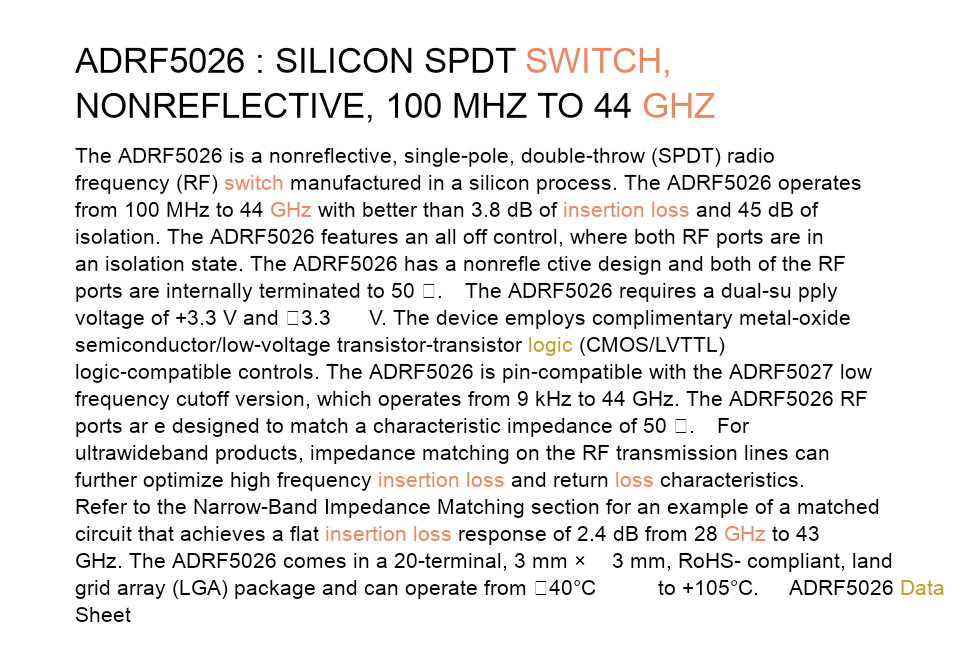 ADRF5026 : SILICON SPDT SWITCH,
NONREFLECTIVE, 100 MHZ TO 44 GHZ
The ADRF5026 is a nonreflective, single-pole, double-throw (SPDT) radio
frequency (RF) switch manufactured in a silicon process. The ADRF5026 operates
from 100 MHz to 44 GHz with better than 3.8 dB of insertion loss and 45 dB of
isolation. The ADRF5026 features an all off control, where both RF ports are in
an isolation state. The ADRF5026 has a nonrefle ctive design and both of the RF
ports are internally terminated to 50 □. The ADRF5026 requires a dual-su pply
voltage of +3.3 V and □3.3 V. The device employs complimentary metal-oxide
semiconductor/low-voltage transistor-transistor logic (CMOS/LVTTL)
logic-compatible controls. The ADRF5026 is pin-compatible with the ADRF5027 low
frequency cutoff version, which operates from 9 kHz to 44 GHz. The ADRF5026 RF
ports ar e designed to match a characteristic impedance of 50 □. For
ultrawideband products, impedance matching on the RF transmission lines can
further optimize high frequency insertion loss and return loss characteristics.
Refer to the Narrow-Band Impedance Matching section for an example of a matched
circuit that achieves a flat insertion loss response of 2.4 dB from 28 GHz to 43
GHz. The ADRF5026 comes in a 20-terminal, 3 mm × 3 mm, RoHS- compliant, land
grid array (LGA) package and can operate from □40°C to +105°C. ADRF5026 Data
Sheet